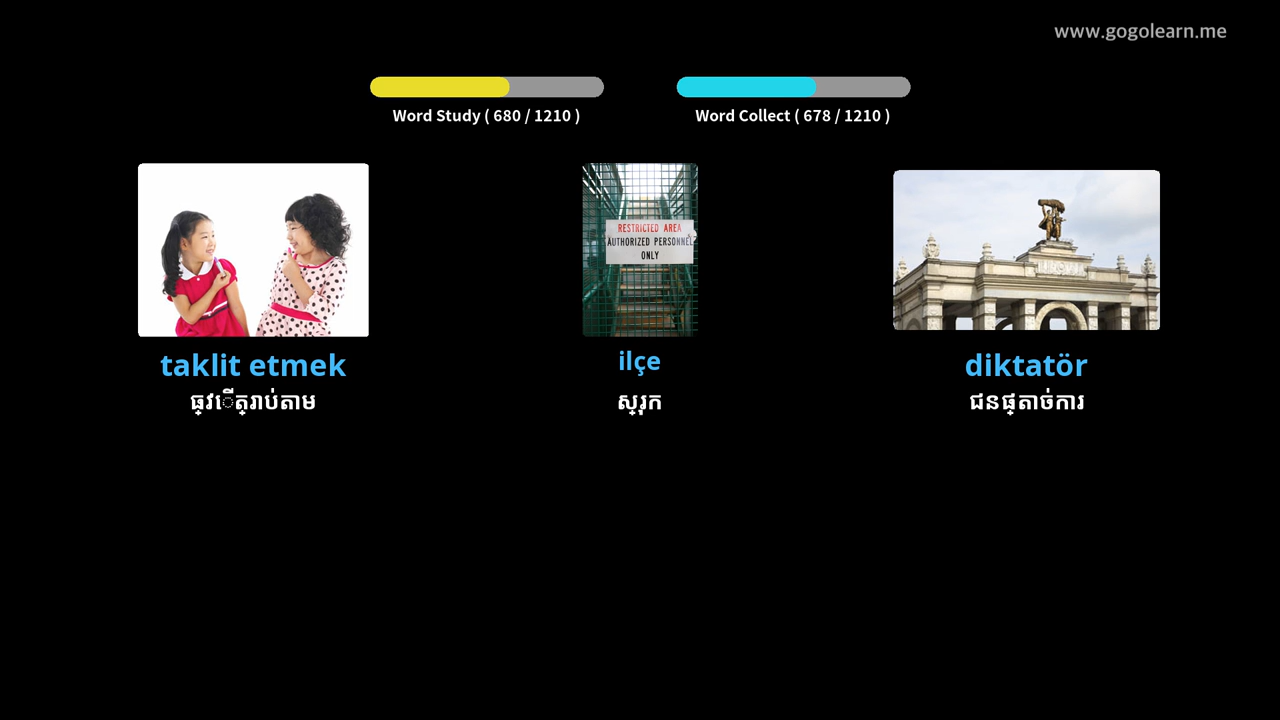 www.gogolearn.me
Word Study ( 680 / 1210 )
Word Collect ( 678 / 1210 )
RESTRICTED AREA
AUTHORIZED PERSONNEL
ONLY
taklit etmek
ilçe
diktatör
ធ្វើត្រាប់តាម
ស្រុក
ជនផ្តាច់ការ